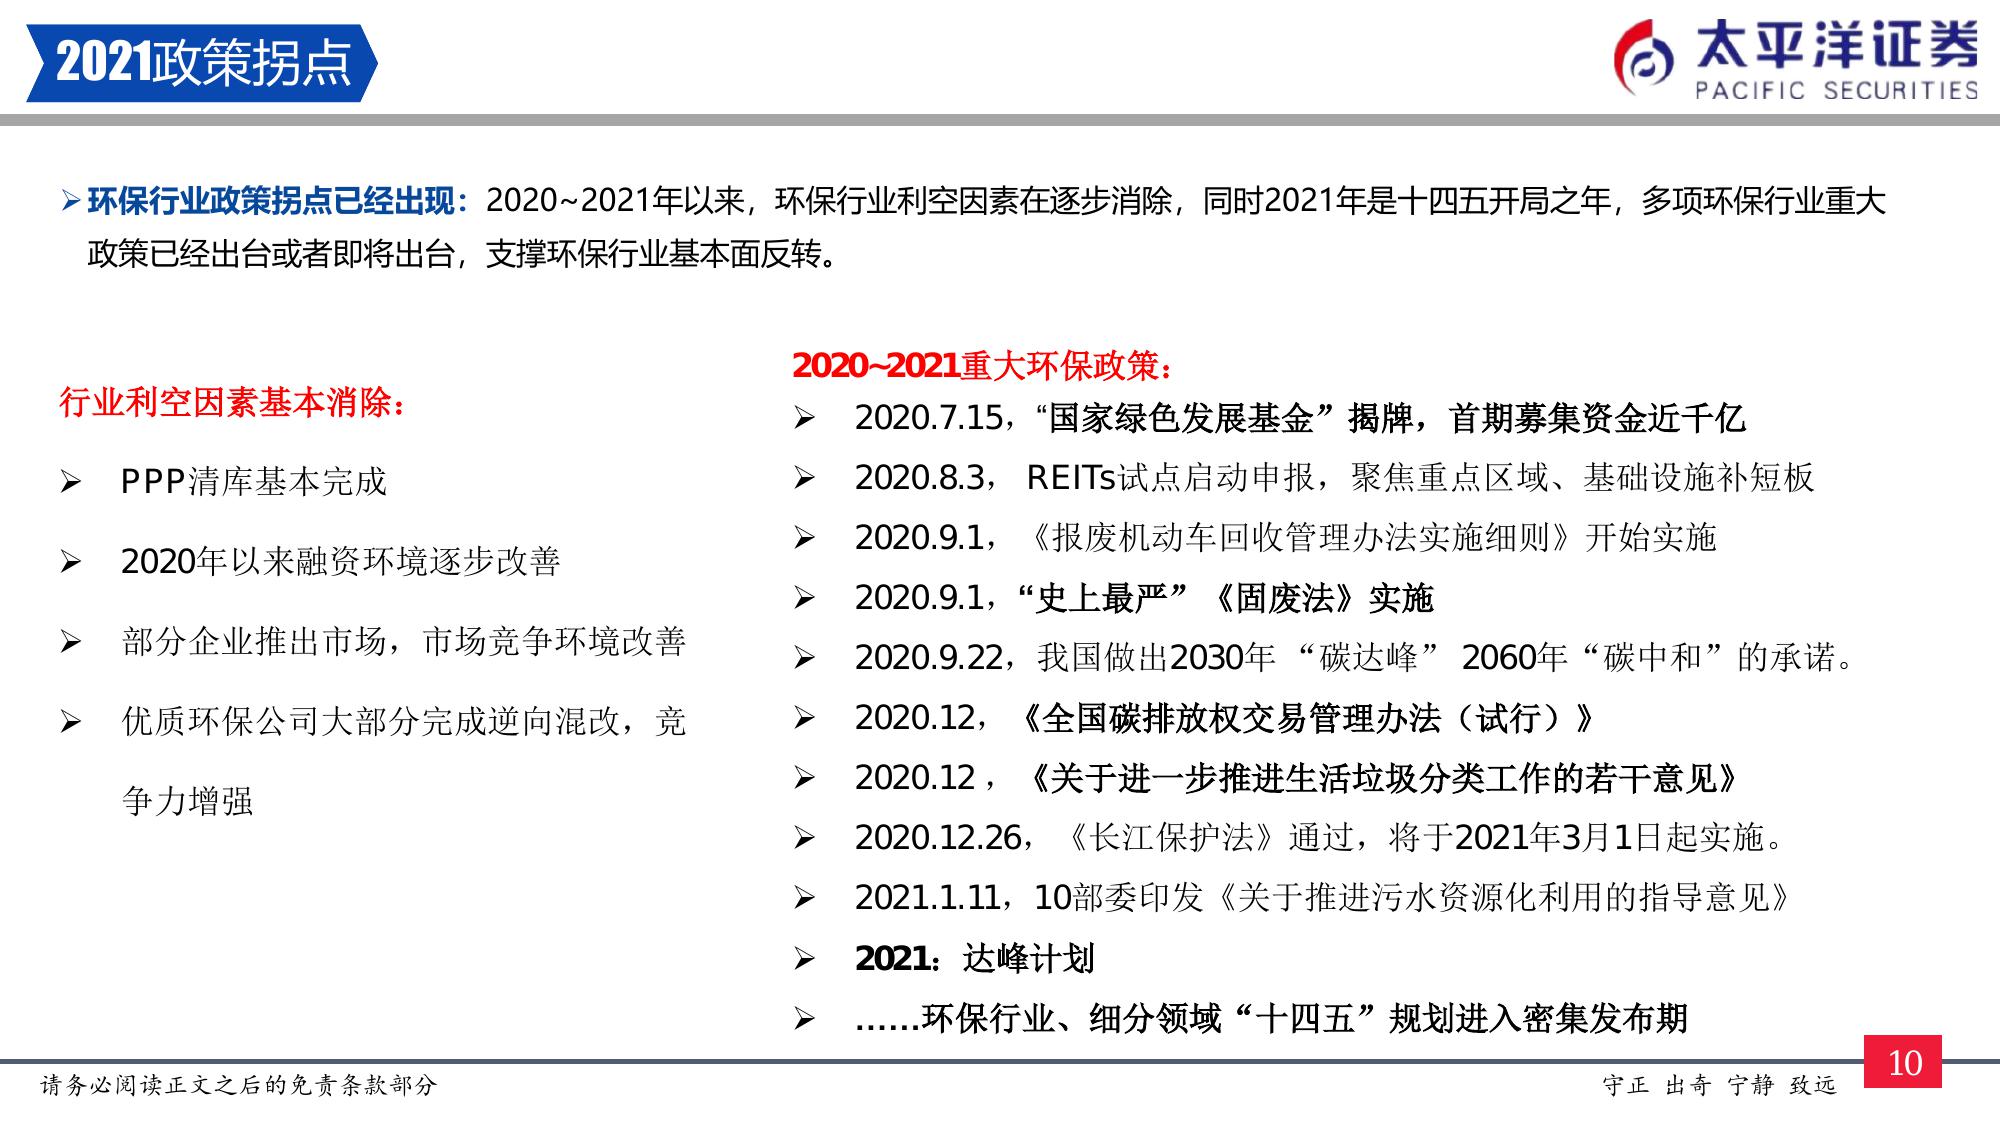 2021政策拐点
太平洋证券
PACIFIC SECURITIES
➢环保行业政策拐点已经出现：2020~2021年以来，环保行业利空因素在逐步消除，同时2021年是十四五开局之年，多项环保行业重大
政策已经出台或者即将出台，支撑环保行业基本面反转。
行业利空因素基本消除：
➢ PPP清库基本完成
➢ 2020年以来融资环境逐步改善
➢ 部分企业推出市场，市场竞争环境改善
➢ 优质环保公司大部分完成逆向混改，竞
争力增强
2020~2021重大环保政策：
➢ 2020.7.15，“国家绿色发展基金”揭牌，首期募集资金近千亿
➢ 2020.8.3， REITs试点启动申报，聚焦重点区域、基础设施补短板
➢ 2020.9.1，《报废机动车回收管理办法实施细则》开始实施
➢ 2020.9.1，“史上最严”《固废法》实施
➢ 2020.9.22，我国做出2030年 “碳达峰” 2060年“碳中和”的承诺。
➢ 2020.12，《全国碳排放权交易管理办法（试行）》
➢ 2020.12 ，《关于进一步推进生活垃圾分类工作的若干意见》
➢ 2020.12.26，《长江保护法》通过，将于2021年3月1日起实施。
➢ 2021.1.11，10部委印发《关于推进污水资源化利用的指导意见》
➢ 2021：达峰计划
➢ ……环保行业、细分领域“十四五”规划进入密集发布期
请务必阅读正文之后的免责条款部分
守正 出奇 宁静 致远
10